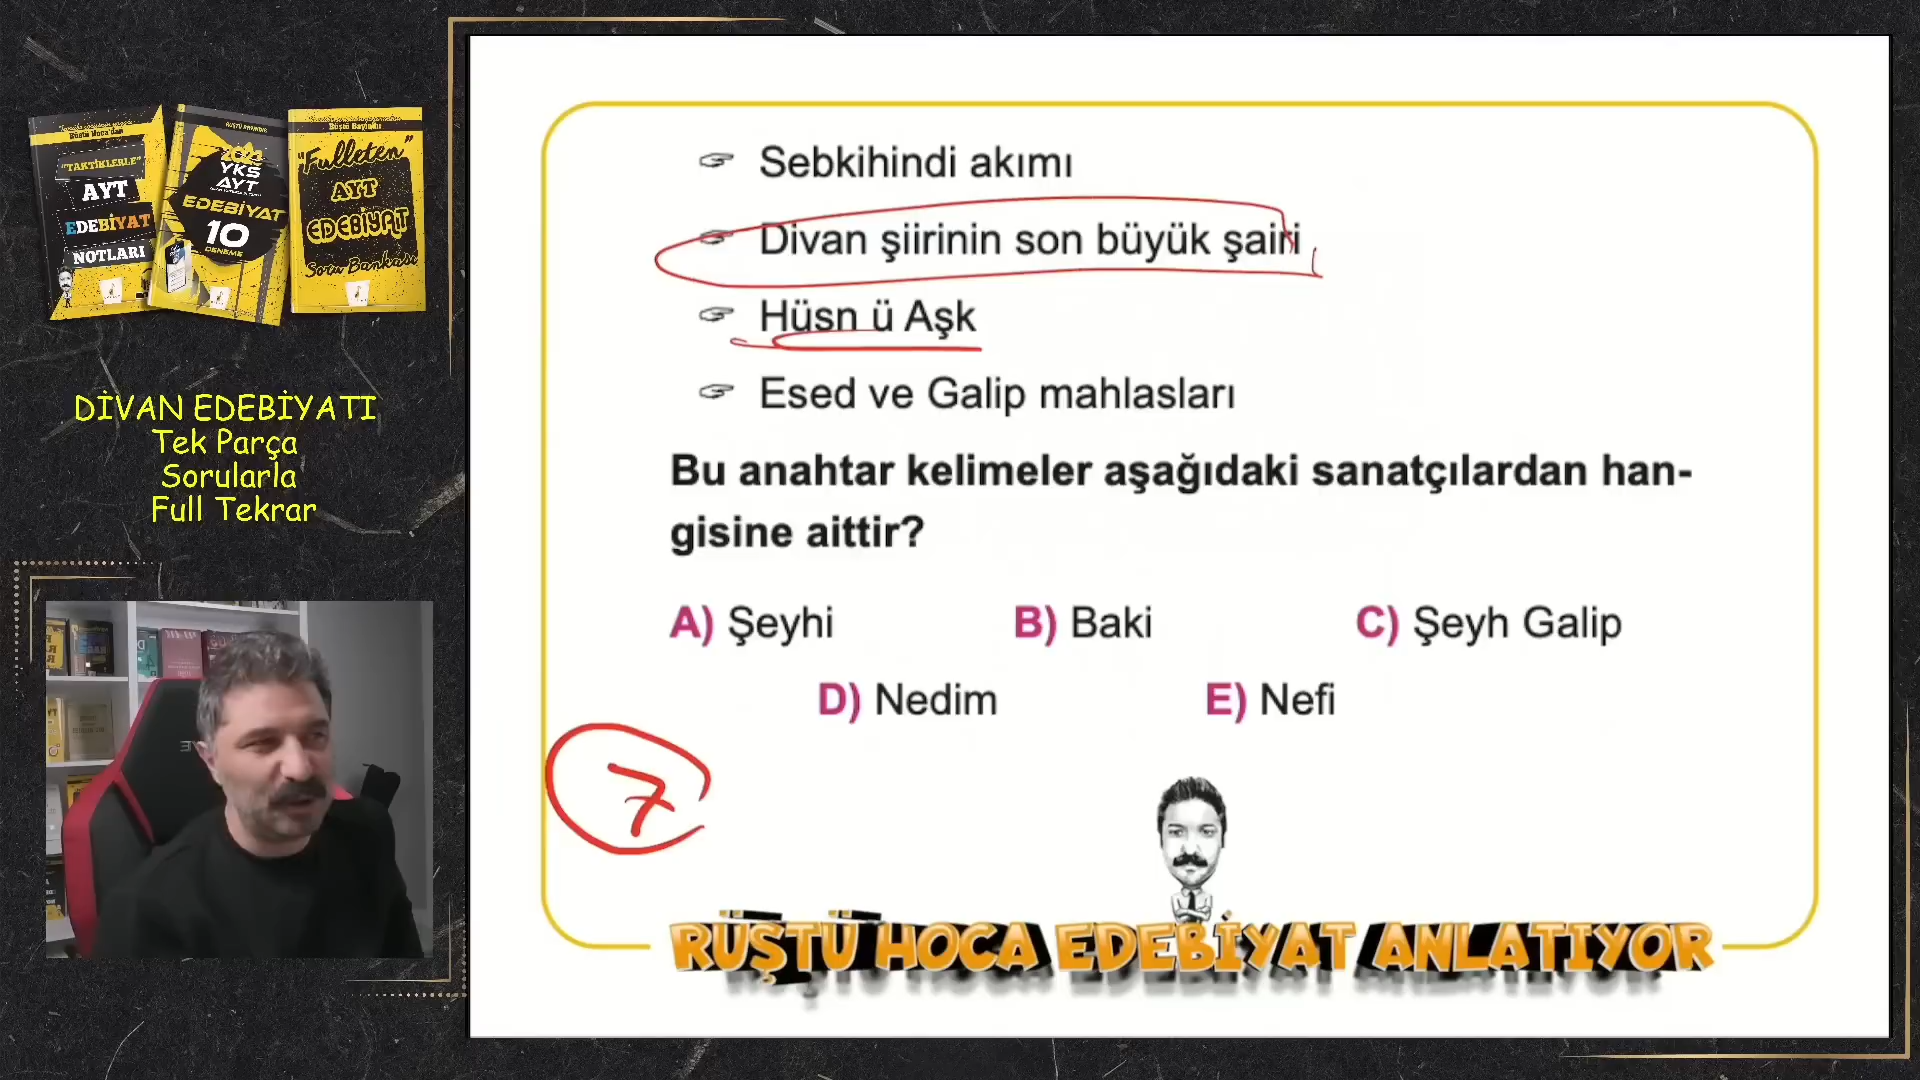 "TAKTİKLERLE"
AYT
EDEBİYAT
NOTLARI
YKS
AYT
EDEBİYAT
10
DENEME
"Fulleten"
AYT
EDEBİYAT
Soru Bankası
DİVAN EDEBİYATI
Tek Parça
Sorularla
Full Tekrar
Sebkihindi akımı
Divan şiirinin son büyük şairi
Hüsn ü Aşk
Esed ve Galip mahlasları
Bu anahtar kelimeler aşağıdaki sanatçılardan han-
gisine aittir?
A) Şeyhi B) Baki C) Şeyh Galip
D) Nedim E) Nefi
7
RÜŞTÜ HOCA EDEBİYAT ANLATIYOR